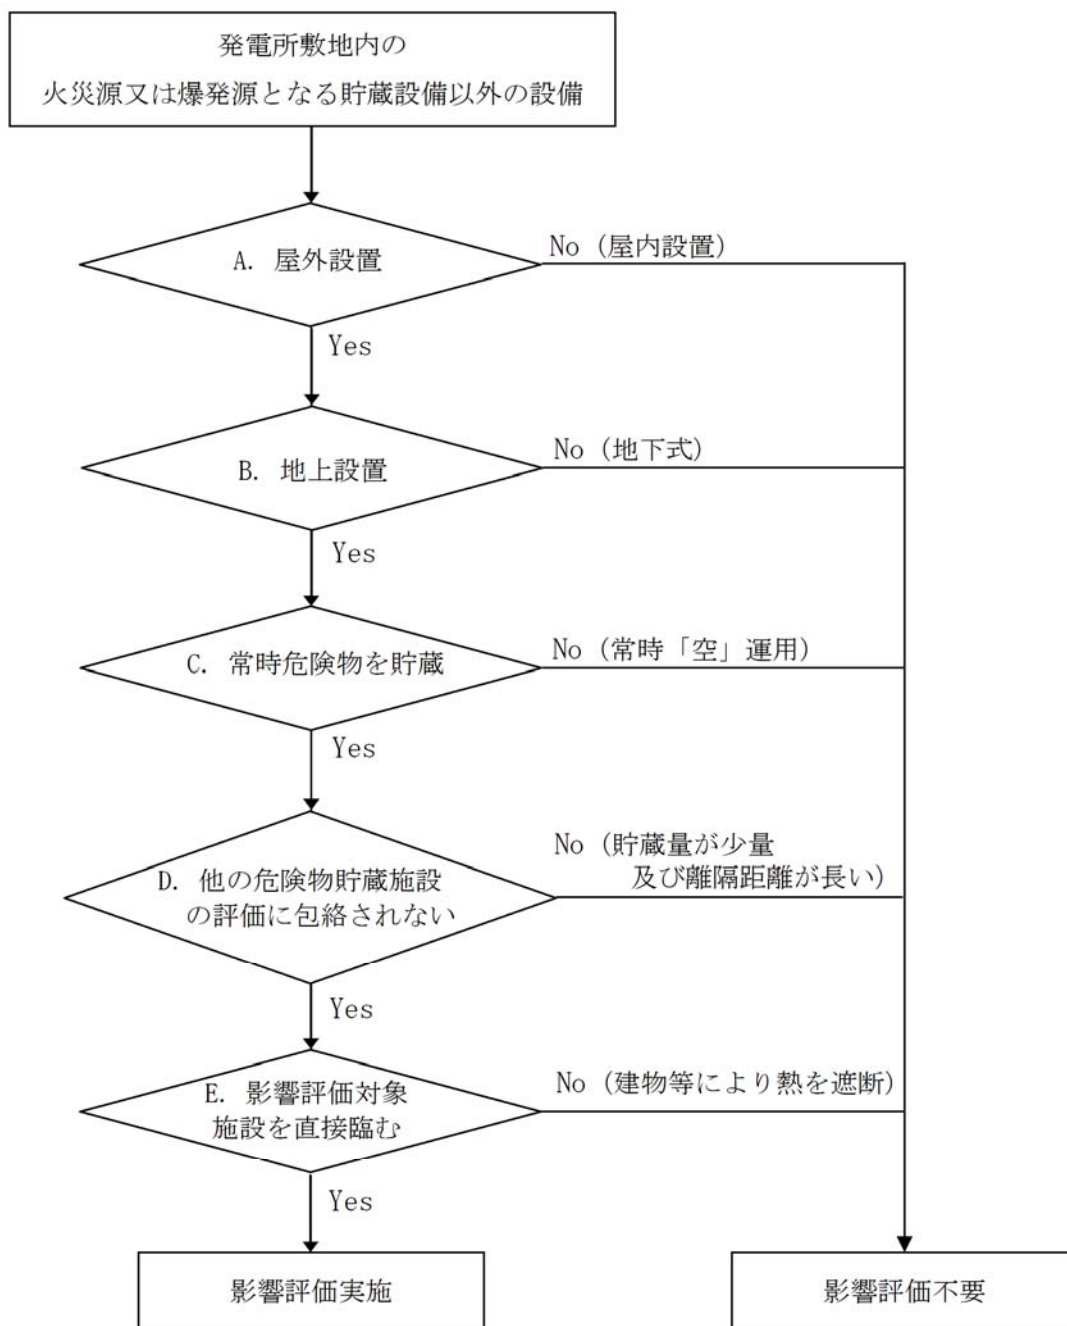 発電所敷地内の
火災源又は爆発源となる貯蔵設備以外の設備
A. 屋外設置
No (屋内設置)
Yes
B. 地上設置
No (地下式)
Yes
C. 常時危険物を貯蔵
No (常時「空」運用)
Yes
D. 他の危険物貯蔵施設
の評価に包絡されない
No (貯蔵量が少量
及び離隔距離が長い)
Yes
E. 影響評価対象
施設を直接臨む
No (建物等により熱を遮断)
Yes
影響評価実施
影響評価不要